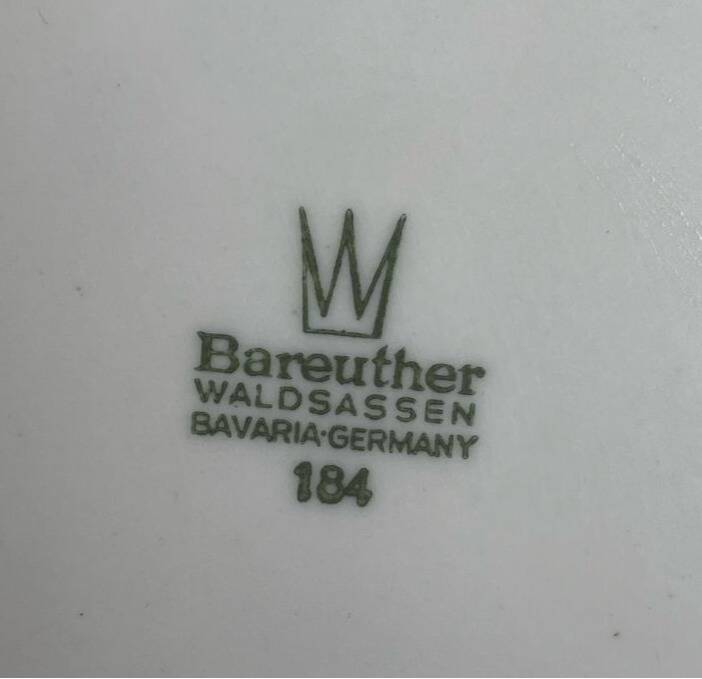 Bareuther
WALDSASSEN
BAVARIA·GERMANY
184